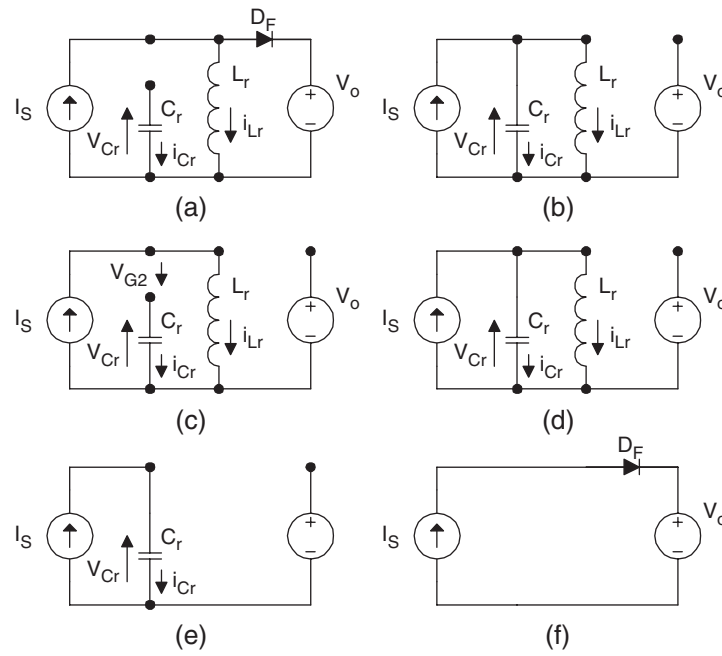 D_F
I_S
V_Cr
C_r
i_Cr
L_r
i_Lr
V_o
+
−
(a)
I_S
V_Cr
C_r
i_Cr
L_r
i_Lr
V_o
+
−
(b)
I_S
V_G2
V_Cr
C_r
i_Cr
L_r
i_Lr
V_o
+
−
(c)
I_S
V_Cr
C_r
i_Cr
L_r
i_Lr
V_o
+
−
(d)
I_S
V_Cr
C_r
i_Cr
+
−
(e)
D_F
I_S
V_o
+
−
(f)